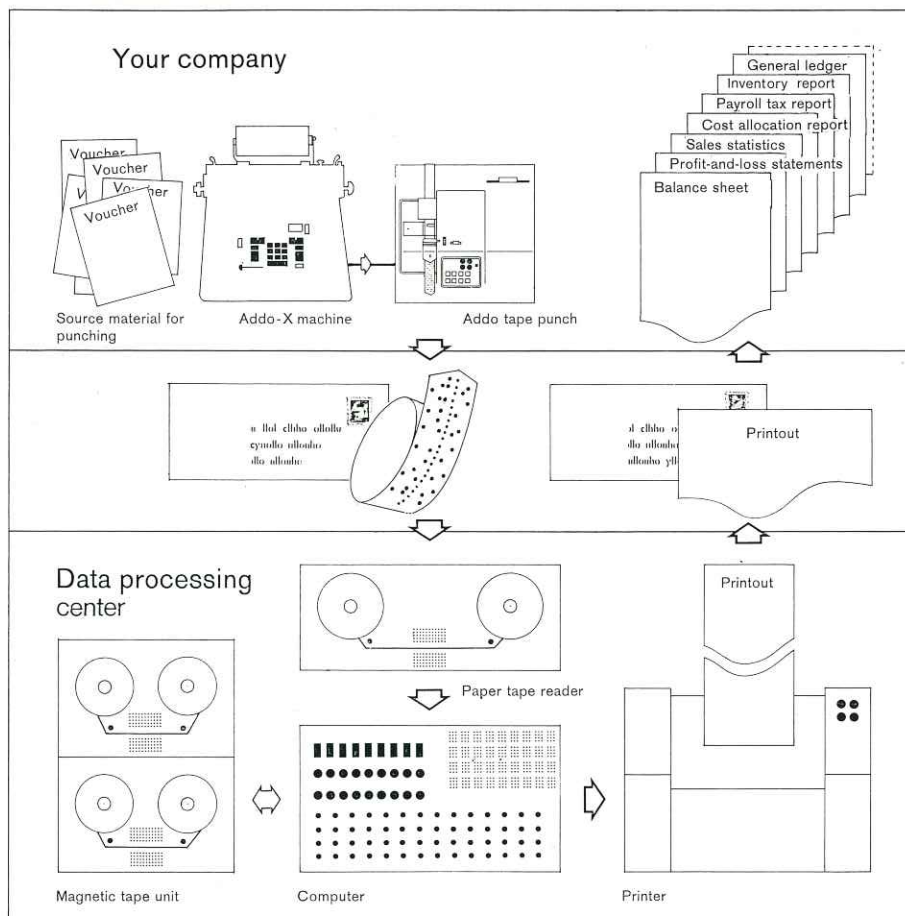 Your company
Voucher
Voucher
Voucher
Voucher
Source material for
punching
Addo-X machine
Addo tape punch
General ledger
Inventory report
Payroll tax report
Cost allocation report
Sales statistics
Profit-and-loss statements
Balance sheet
Printout
Data processing
center
Paper tape reader
Printout
Magnetic tape unit
Computer
Printer